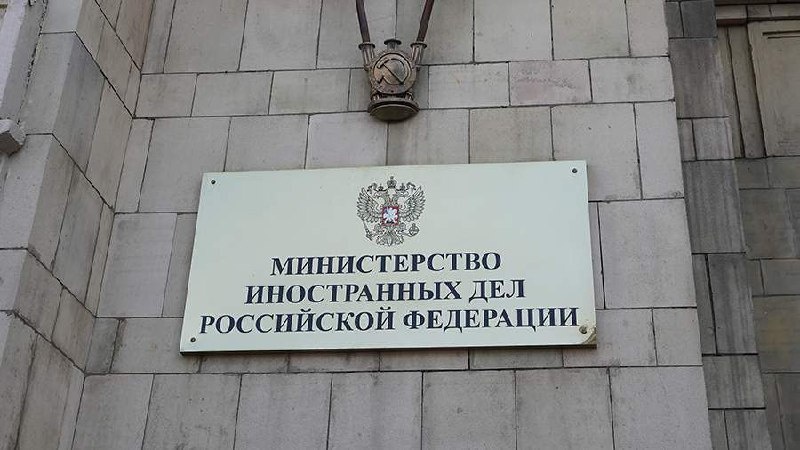 МИНИСТЕРСТВО
ИНОСТРАННЫХ ДЕЛ
РОССИЙСКОЙ ФЕДЕРАЦИИ